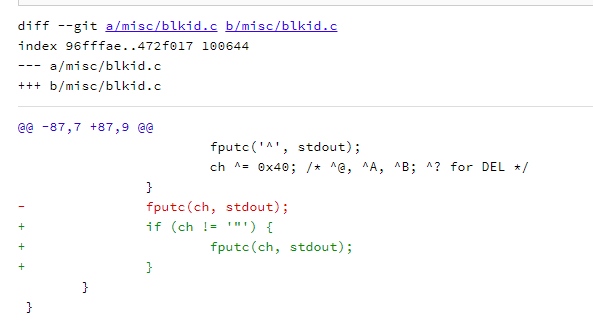 diff --git a/misc/blkid.c b/misc/blkid.c
index 96fffae..472f017 100644
--- a/misc/blkid.c
+++ b/misc/blkid.c
@@ -87,7 +87,9 @@
                        fputc('^', stdout);
                        ch ^= 0x40; /* ^@, ^A, ^B; ^? for DEL */
                }
-               fputc(ch, stdout);
+               if (ch != '"') {
+                       fputc(ch, stdout);
+               }
        }
 }